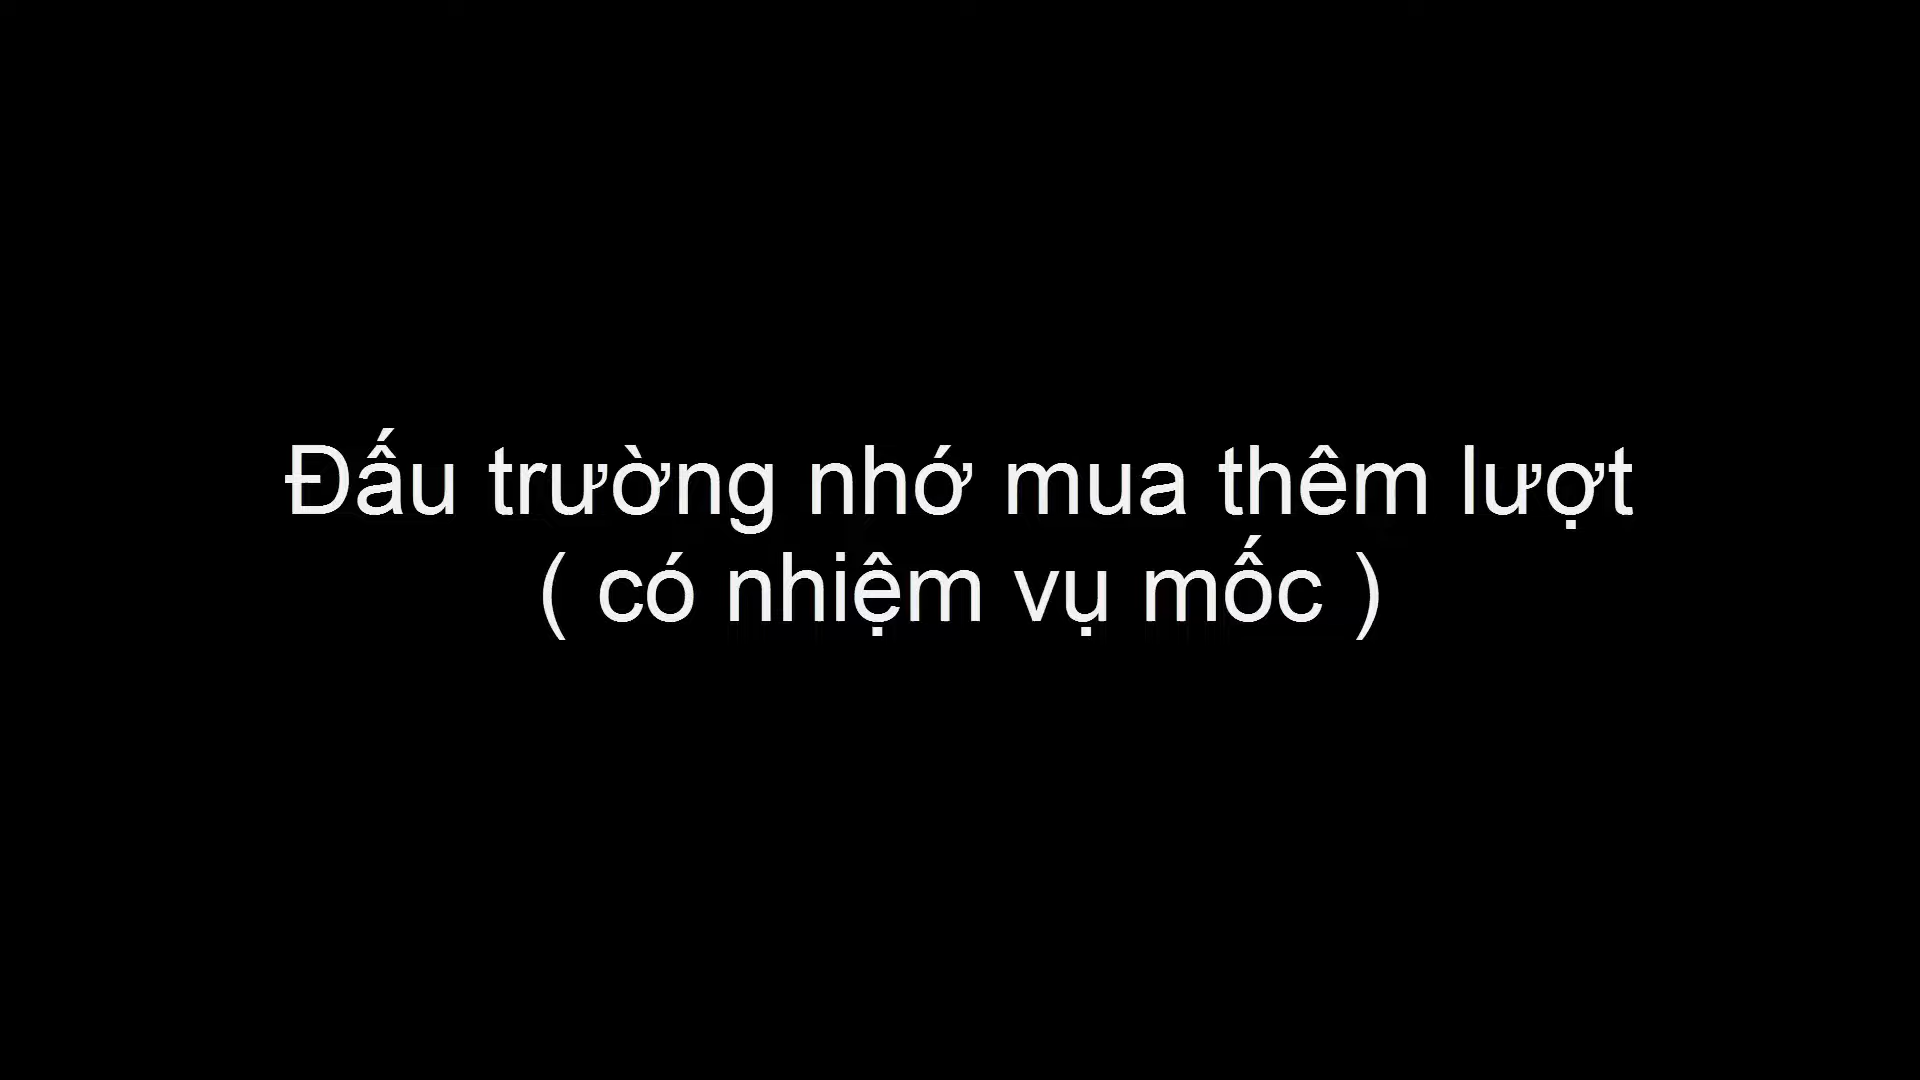 Đấu trường nhớ mua thêm lượt
( có nhiệm vụ mốc )